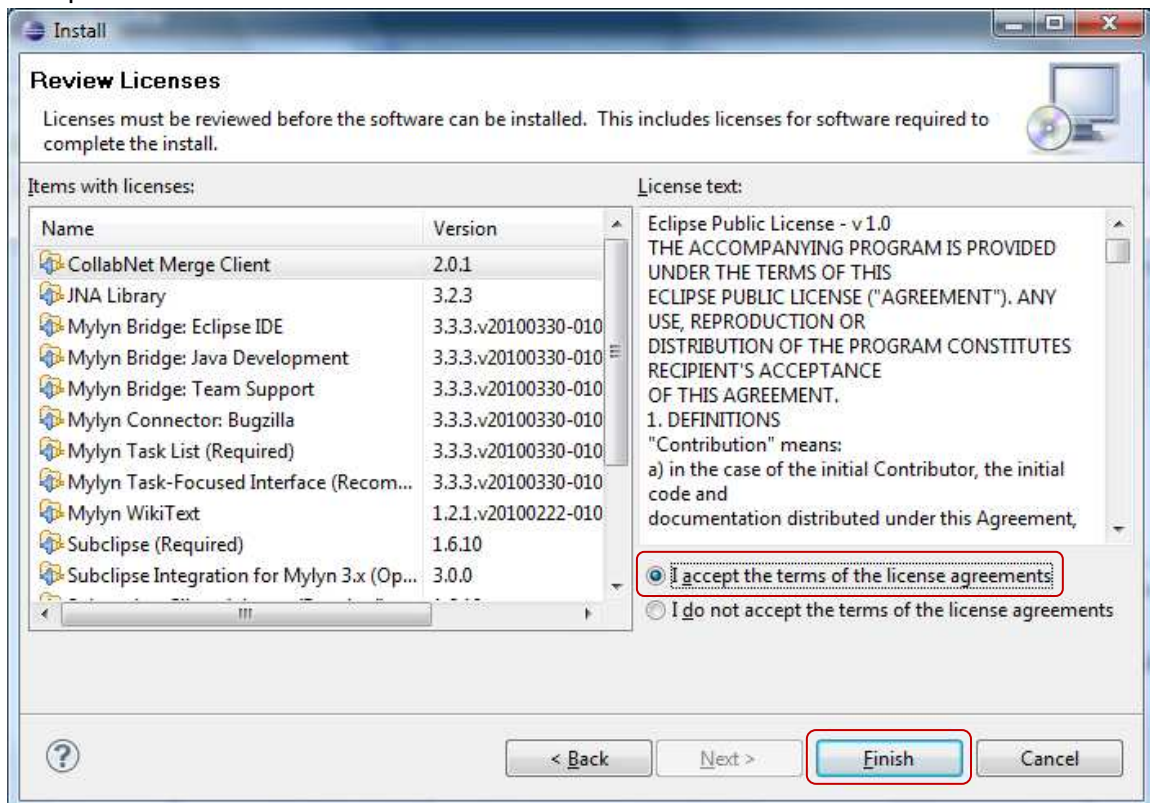 Install
Review Licenses
Licenses must be reviewed before the software can be installed. This includes licenses for software required to
complete the install.
Items with licenses:
Name Version
CollabNet Merge Client 2.0.1
JNA Library 3.2.3
Mylyn Bridge: Eclipse IDE 3.3.3.v20100330-010
Mylyn Bridge: Java Development 3.3.3.v20100330-010
Mylyn Bridge: Team Support 3.3.3.v20100330-010
Mylyn Connector: Bugzilla 3.3.3.v20100330-010
Mylyn Task List (Required) 3.3.3.v20100330-010
Mylyn Task-Focused Interface (Recom... 3.3.3.v20100330-010
Mylyn WikiText 1.2.1.v20100222-010
Subclipse (Required) 1.6.10
Subclipse Integration for Mylyn 3.x (Op... 3.0.0
License text:
Eclipse Public License - v 1.0
THE ACCOMPANYING PROGRAM IS PROVIDED
UNDER THE TERMS OF THIS
ECLIPSE PUBLIC LICENSE ("AGREEMENT"). ANY
USE, REPRODUCTION OR
DISTRIBUTION OF THE PROGRAM CONSTITUTES
RECIPIENT'S ACCEPTANCE
OF THIS AGREEMENT.
1. DEFINITIONS
"Contribution" means:
a) in the case of the initial Contributor, the initial
code and
documentation distributed under this Agreement,
I accept the terms of the license agreements
I do not accept the terms of the license agreements
? < Back Next > Finish Cancel